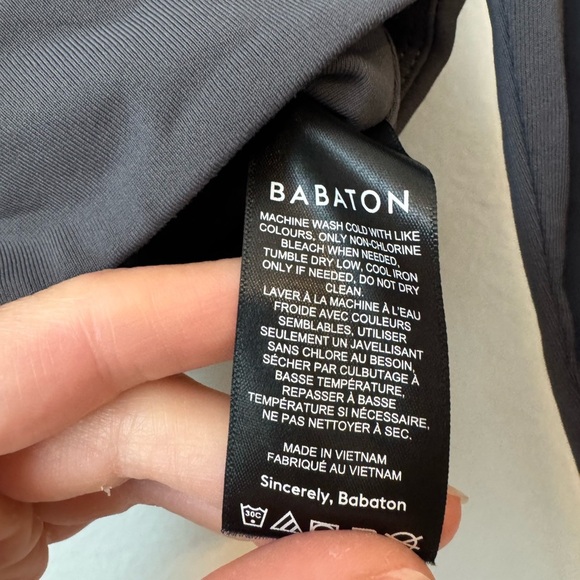 BABATON
MACHINE WASH COLD WITH LIKE
COLOURS, ONLY NON-CHLORINE
BLEACH WHEN NEEDED,
TUMBLE DRY LOW, COOL IRON
ONLY IF NEEDED, DO NOT DRY
CLEAN.
LAVER À LA MACHINE À L'EAU
FROIDE AVEC COULEURS
SEMBLABLES, UTILISER
SEULEMENT UN JAVELLISANT
SANS CHLORE AU BESOIN,
SÉCHER PAR CULBUTAGE À
BASSE TEMPÉRATURE,
REPASSER À BASSE
TEMPÉRATURE SI NÉCESSAIRE,
NE PAS NETTOYER À SEC.
MADE IN VIETNAM
FABRIQUÉ AU VIETNAM
Sincerely, Babaton
30C